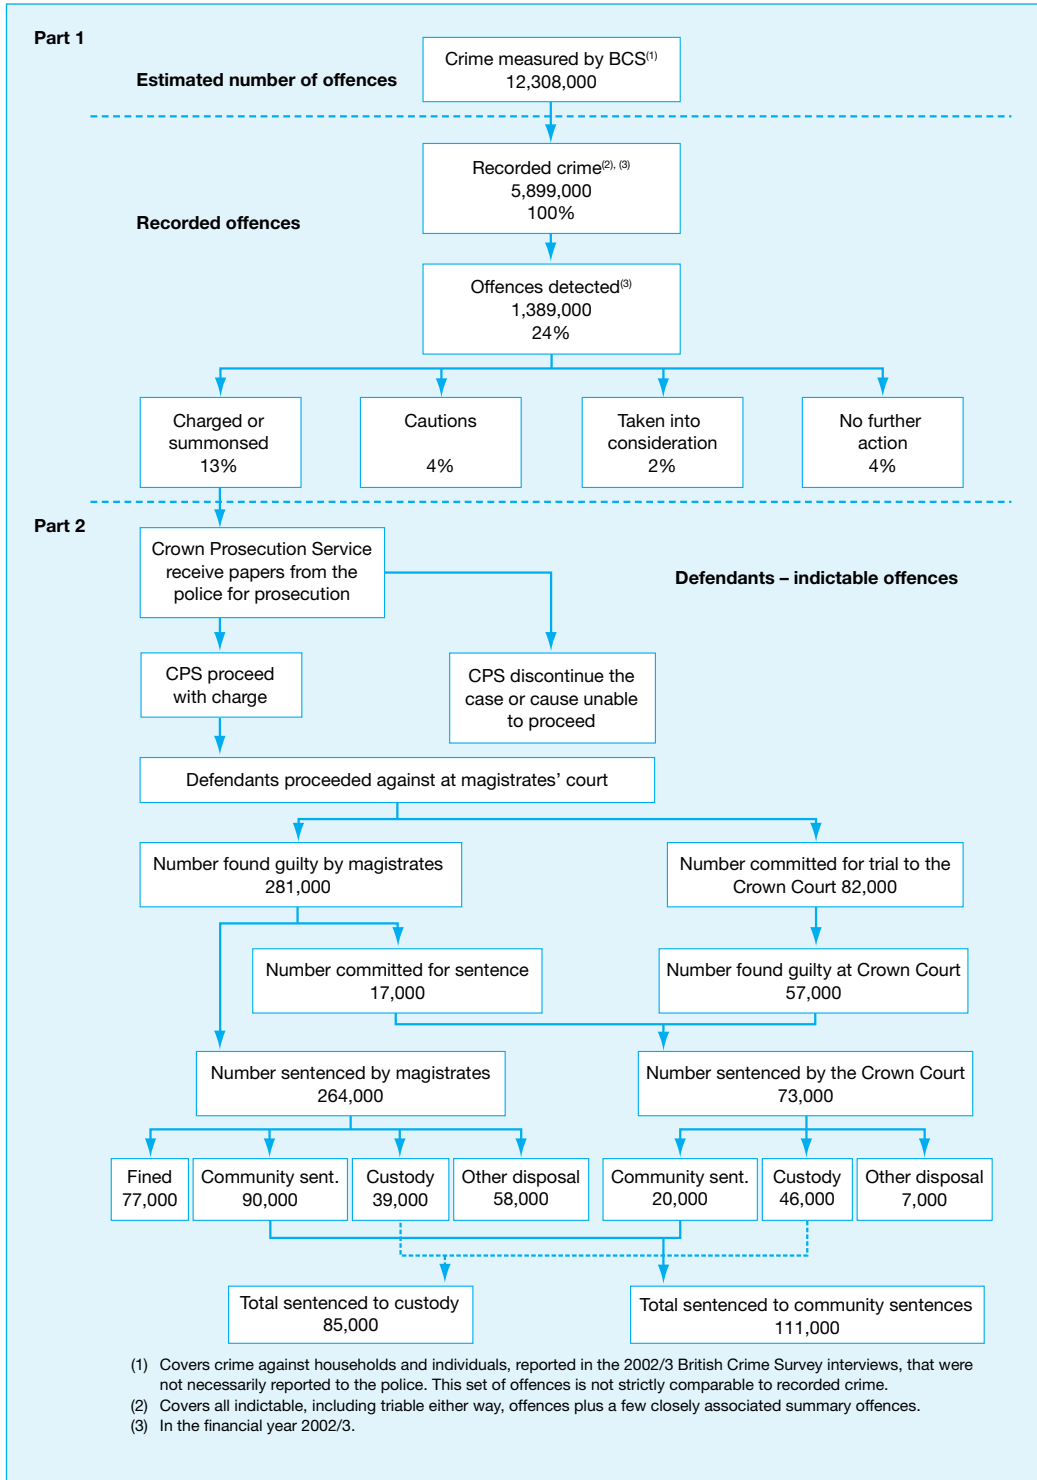 Part 1
Estimated number of offences
Crime measured by BCS(1)
12,308,000
Recorded offences
Recorded crime(2), (3)
5,899,000
100%
Offences detected(3)
1,389,000
24%
Charged or
summonsed
13%
Cautions
4%
Taken into
consideration
2%
No further
action
4%
Part 2
Crown Prosecution Service
receive papers from the
police for prosecution
Defendants – indictable offences
CPS proceed
with charge
CPS discontinue the
case or cause unable
to proceed
Defendants proceeded against at magistrates’ court
Number found guilty by magistrates
281,000
Number committed for trial to the
Crown Court 82,000
Number committed for sentence
17,000
Number found guilty at Crown Court
57,000
Number sentenced by magistrates
264,000
Number sentenced by the Crown Court
73,000
Fined
77,000
Community sent.
90,000
Custody
39,000
Other disposal
58,000
Community sent.
20,000
Custody
46,000
Other disposal
7,000
Total sentenced to custody
85,000
Total sentenced to community sentences
111,000
(1) Covers crime against households and individuals, reported in the 2002/3 British Crime Survey interviews, that were
not necessarily reported to the police. This set of offences is not strictly comparable to recorded crime.
(2) Covers all indictable, including triable either way, offences plus a few closely associated summary offences.
(3) In the financial year 2002/3.